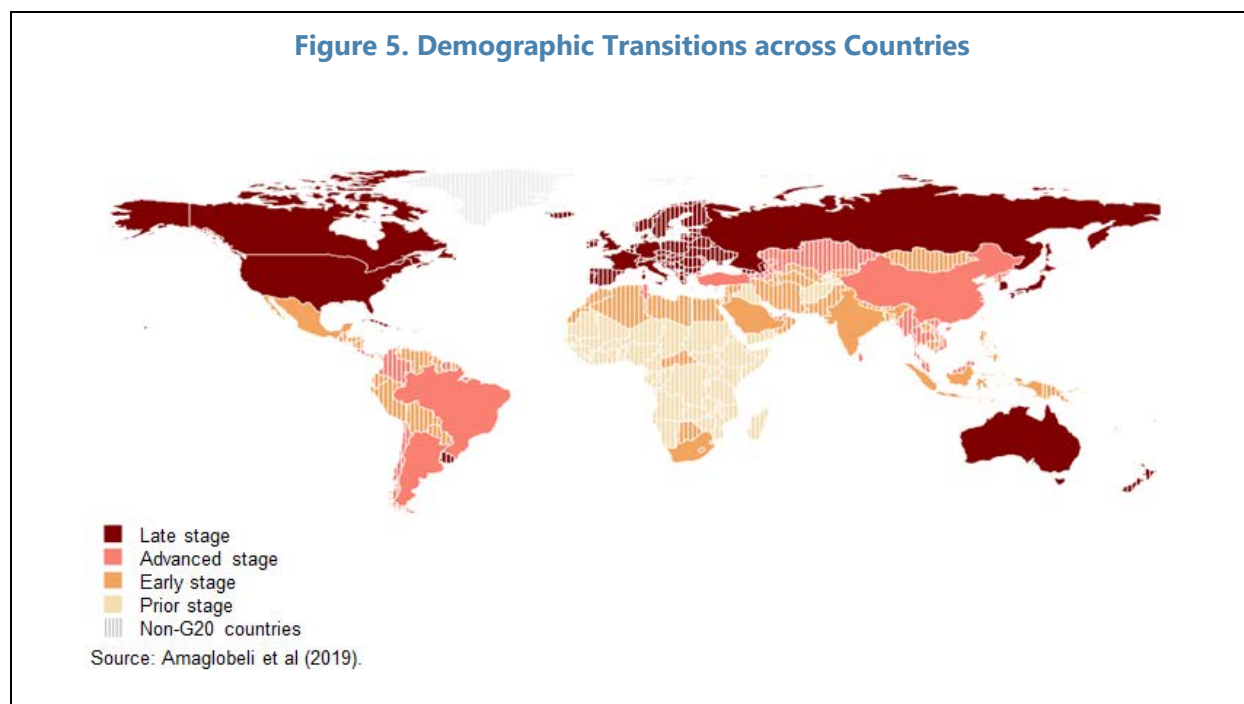 Figure 5. Demographic Transitions across Countries
Late stage
Advanced stage
Early stage
Prior stage
Non-G20 countries
Source: Amaglobeli et al (2019).